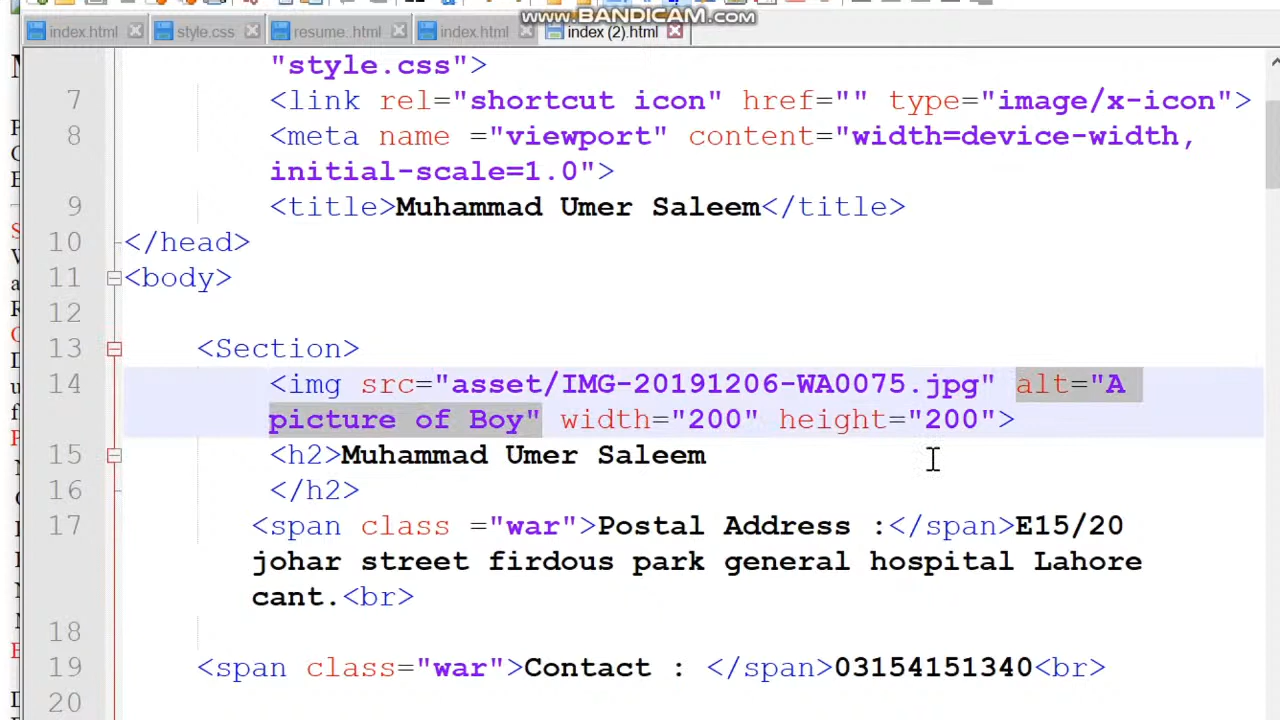 www.BANDICAM.com
index.html style.css resume. html index.html index (2).html
"style.css">
7 <link rel="shortcut icon" href="" type="image/x-icon">
8 <meta name ="viewport" content="width=device-width,
initial-scale=1.0">
9 <title>Muhammad Umer Saleem</title>
10 </head>
11 <body>
12
13 <Section>
14 <img src="asset/IMG-20191206-WA0075.jpg" alt="A
picture of Boy" width="200" height="200">
15 <h2>Muhammad Umer Saleem
16 </h2>
17 <span class ="war">Postal Address :</span>E15/20
johar street firdous park general hospital Lahore
cant.<br>
18
19 <span class="war">Contact : </span>03154151340<br>
20